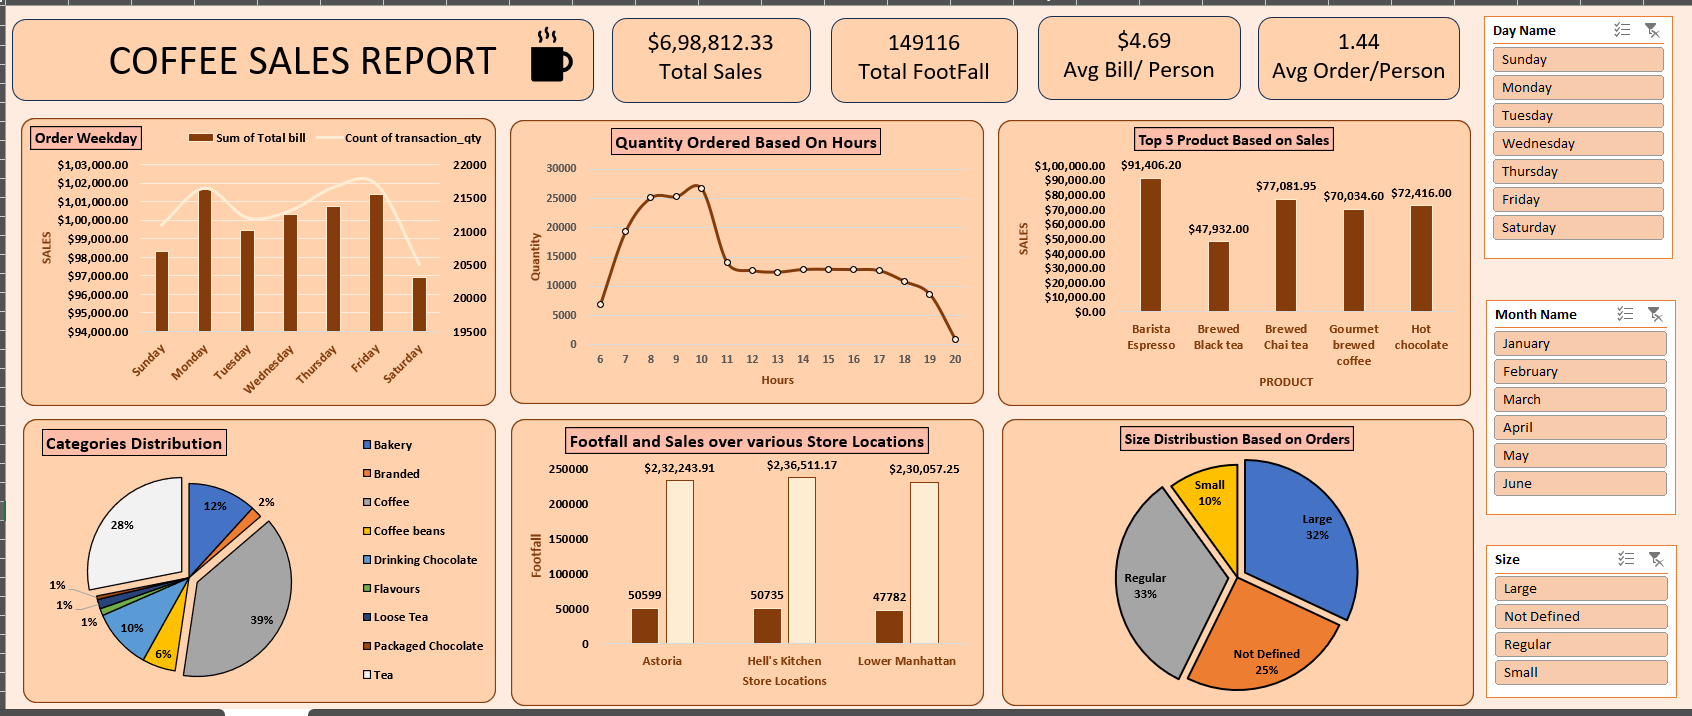 COFFEE SALES REPORT
$6,98,812.33
Total Sales
149116
Total FootFall
$4.69
Avg Bill/ Person
1.44
Avg Order/Person
Order Weekday
Sum of Total bill
Count of transaction_qty
$1,03,000.00
$1,02,000.00
$1,01,000.00
$1,00,000.00
$99,000.00
$98,000.00
$97,000.00
$96,000.00
$95,000.00
$94,000.00
SALES
22000
21500
21000
20500
20000
19500
Sunday
Monday
Tuesday
Wednesday
Thursday
Friday
Saturday
Quantity Ordered Based On Hours
30000
25000
20000
15000
10000
5000
0
Quantity
6 7 8 9 10 11 12 13 14 15 16 17 18 19 20
Hours
Top 5 Product Based on Sales
$1,00,000.00
$90,000.00
$80,000.00
$70,000.00
$60,000.00
$50,000.00
$40,000.00
$30,000.00
$20,000.00
$10,000.00
$0.00
SALES
$91,406.20
$47,932.00
$77,081.95
$70,034.60
$72,416.00
Barista
Espresso
Brewed
Black tea
Brewed
Chai tea
Gourmet
brewed
coffee
Hot
chocolate
PRODUCT
Categories Distribution
12%
2%
39%
6%
10%
1%
1%
1%
28%
Bakery
Branded
Coffee
Coffee beans
Drinking Chocolate
Flavours
Loose Tea
Packaged Chocolate
Tea
Footfall and Sales over various Store Locations
250000
200000
150000
100000
50000
0
Footfall
$2,32,243.91
$2,36,511.17
$2,30,057.25
50599
50735
47782
Astoria
Hell's Kitchen
Lower Manhattan
Store Locations
Size Distribustion Based on Orders
Small
10%
Large
32%
Regular
33%
Not Defined
25%
Day Name
Sunday
Monday
Tuesday
Wednesday
Thursday
Friday
Saturday
Month Name
January
February
March
April
May
June
Size
Large
Not Defined
Regular
Small